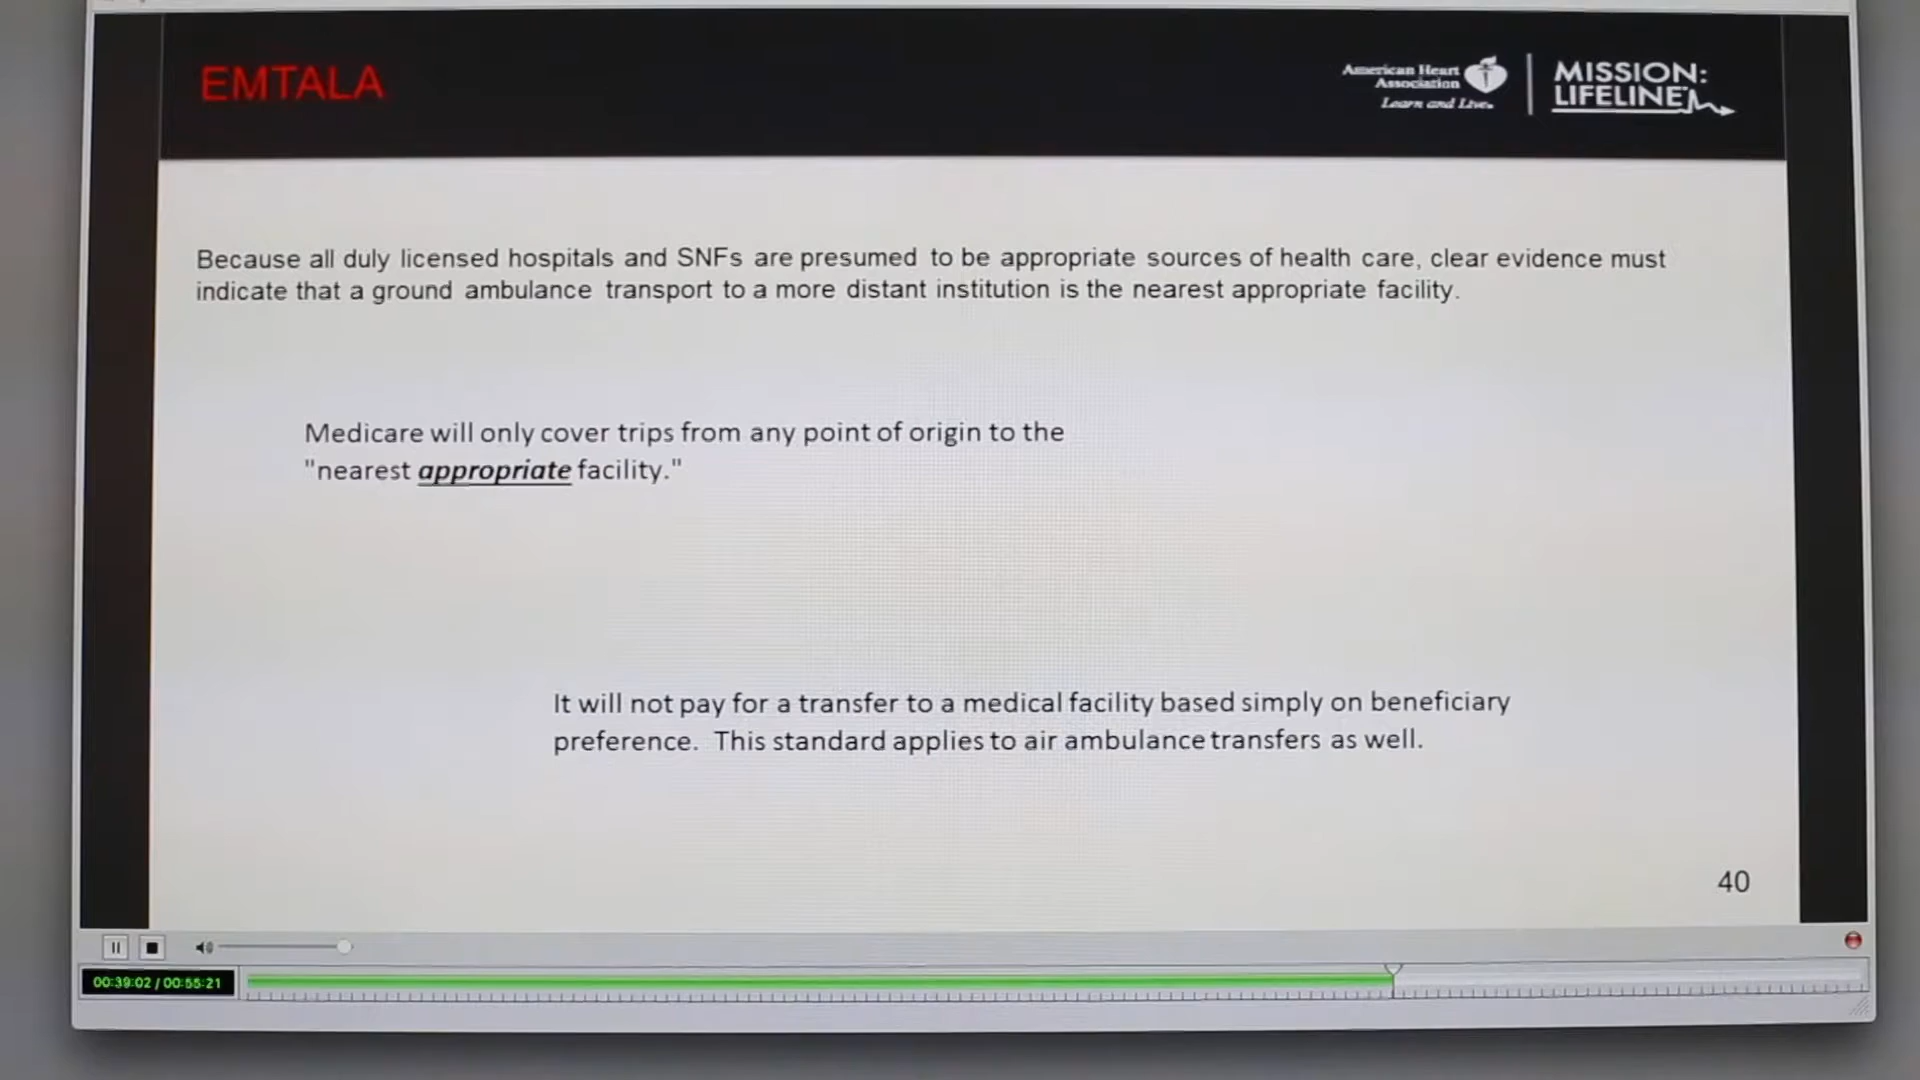 EMTALA
American Heart
Association
Learn and Live
MISSION:
LIFELINE
Because all duly licensed hospitals and SNFs are presumed to be appropriate sources of health care, clear evidence must
indicate that a ground ambulance transport to a more distant institution is the nearest appropriate facility.
Medicare will only cover trips from any point of origin to the
"nearest appropriate facility."
It will not pay for a transfer to a medical facility based simply on beneficiary
preference. This standard applies to air ambulance transfers as well.
40
00:39:02 / 00:55:21